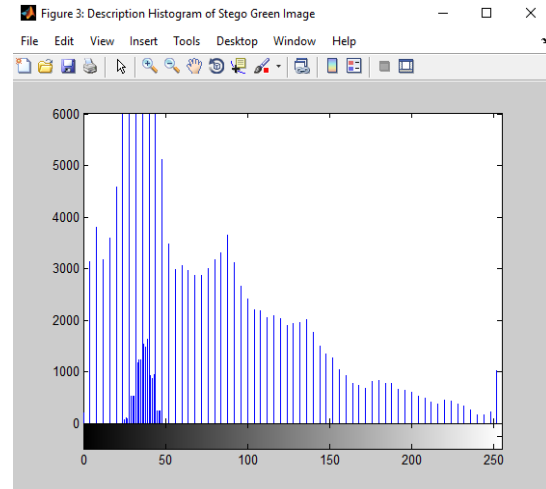 Figure 3: Description Histogram of Stego Green Image
File Edit View Insert Tools Desktop Window Help
6000
5000
4000
3000
2000
1000
0
0 50 100 150 200 250